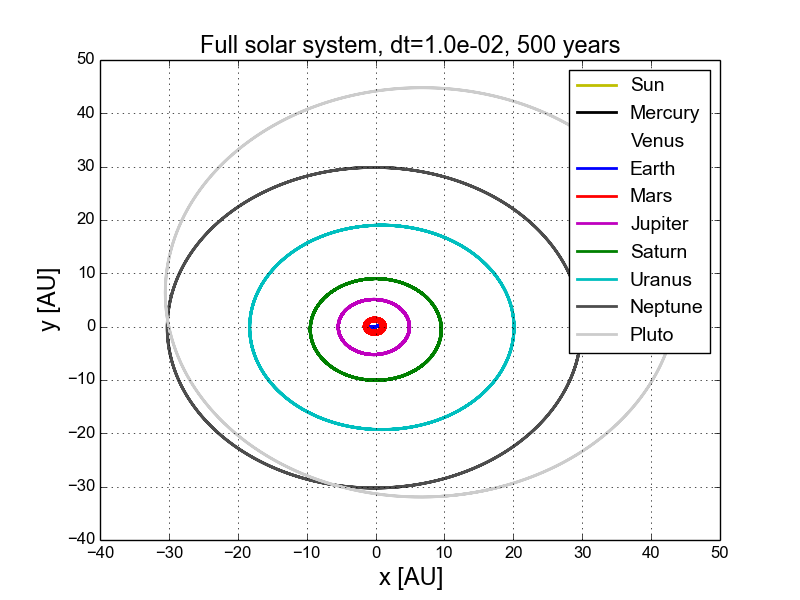 Full solar system, dt=1.0e-02, 500 years
50
40
30
20
10
0
−10
−20
−30
−40
y [AU]
Sun
Mercury
Venus
Earth
Mars
Jupiter
Saturn
Uranus
Neptune
Pluto
−40 −30 −20 −10 0 10 20 30 40 50
x [AU]